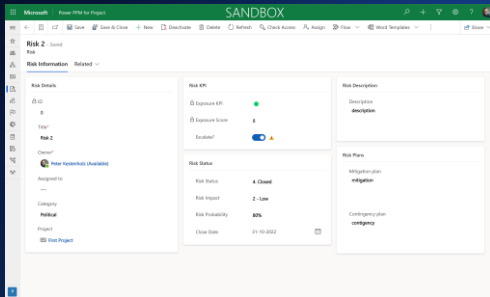 Microsoft Power PPM for Project SANDBOX
Save Save & Close New Deactivate Delete Refresh Check Access Assign Flow Word Templates Share
Risk 2 - Saved
Risk
Risk Information Related
Risk Details
ID
0
Title*
Risk 2
Owner*
Peter Kestenholz (Available)
Assigned to
---
Category
Political
Project
First Project
Risk KPI
Exposure KPI
Exposure Score
Escalate?
Risk Status
Risk Status 4. Closed
Risk Impact 2 - Low
Risk Probability 80%
Close Date 31-10-2022
Risk Description
Description
description
Risk Plans
Mitigation plan
mitigation
Contingency plan
contigency